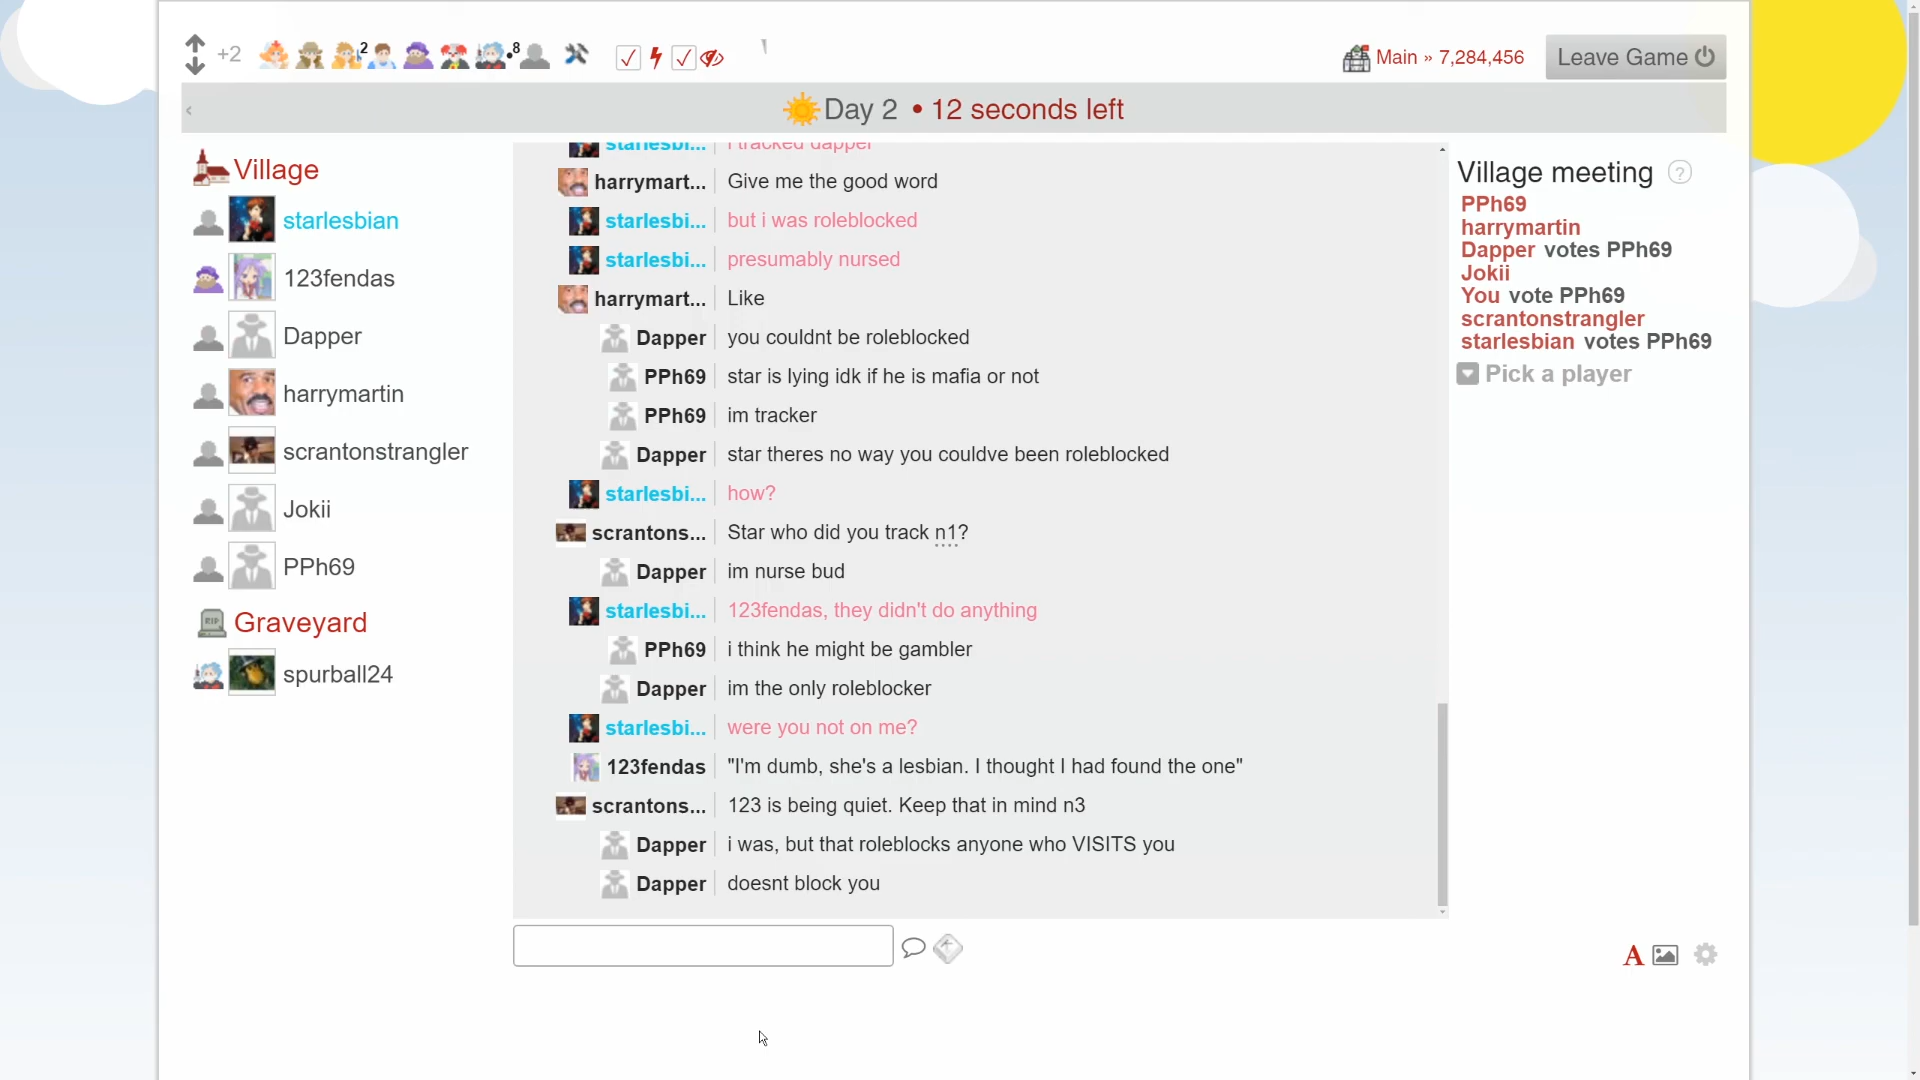 +2
2
8
Main » 7,284,456
Leave Game
Day 2 • 12 seconds left
Village
starlesbian
123fendas
Dapper
harrymartin
scrantonstrangler
Jokii
PPh69
Graveyard
RIP
spurball24
starlesbi... i tracked dapper
harrymart... Give me the good word
starlesbi... but i was roleblocked
starlesbi... presumably nursed
harrymart... Like
Dapper you couldnt be roleblocked
PPh69 star is lying idk if he is mafia or not
PPh69 im tracker
Dapper star theres no way you couldve been roleblocked
starlesbi... how?
scrantons... Star who did you track n1?
Dapper im nurse bud
starlesbi... 123fendas, they didn't do anything
PPh69 i think he might be gambler
Dapper im the only roleblocker
starlesbi... were you not on me?
123fendas "I'm dumb, she's a lesbian. I thought I had found the one"
scrantons... 123 is being quiet. Keep that in mind n3
Dapper i was, but that roleblocks anyone who VISITS you
Dapper doesnt block you
Village meeting ?
PPh69
harrymartin
Dapper votes PPh69
Jokii
You vote PPh69
scrantonstrangler
starlesbian votes PPh69
Pick a player
A